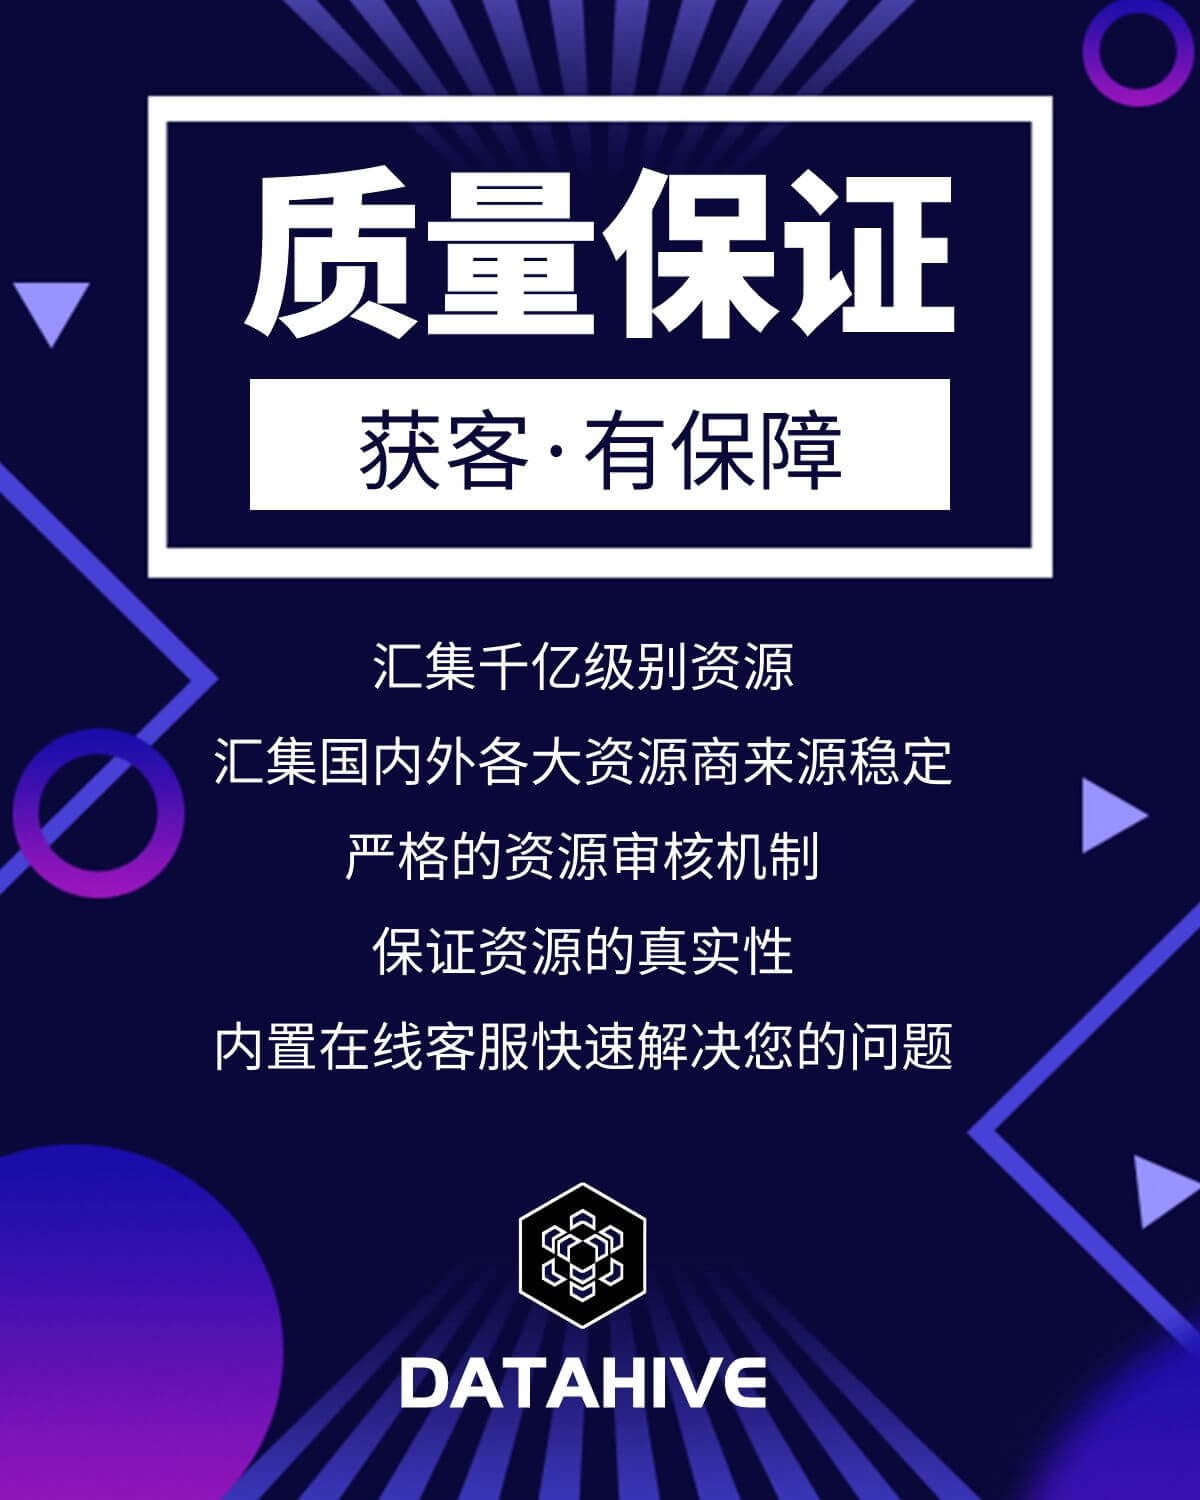 质量保证
获客·有保障
汇集千亿级别资源
汇集国内外各大资源商来源稳定
严格的资源审核机制
保证资源的真实性
内置在线客服快速解决您的问题
DATAHIVE